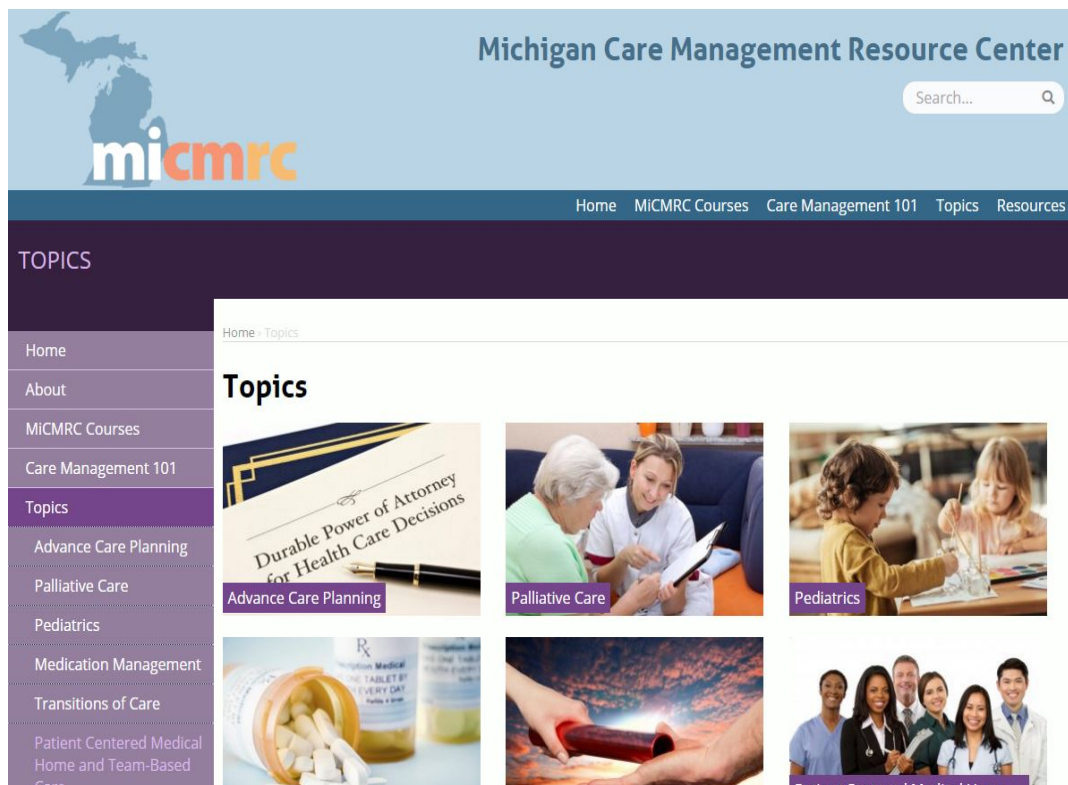 Michigan Care Management Resource Center
Search...
micmrc
Home MiCMRC Courses Care Management 101 Topics Resources
TOPICS
Home
About
MiCMRC Courses
Care Management 101
Topics
Advance Care Planning
Palliative Care
Pediatrics
Medication Management
Transitions of Care
Patient Centered Medical
Home and Team-Based
Home › Topics
Topics
Durable Power of Attorney
for Health Care Decisions
Advance Care Planning
Palliative Care
Pediatrics
Rx
Prescription Medical
ONE TABLET BY
EVERY DAY